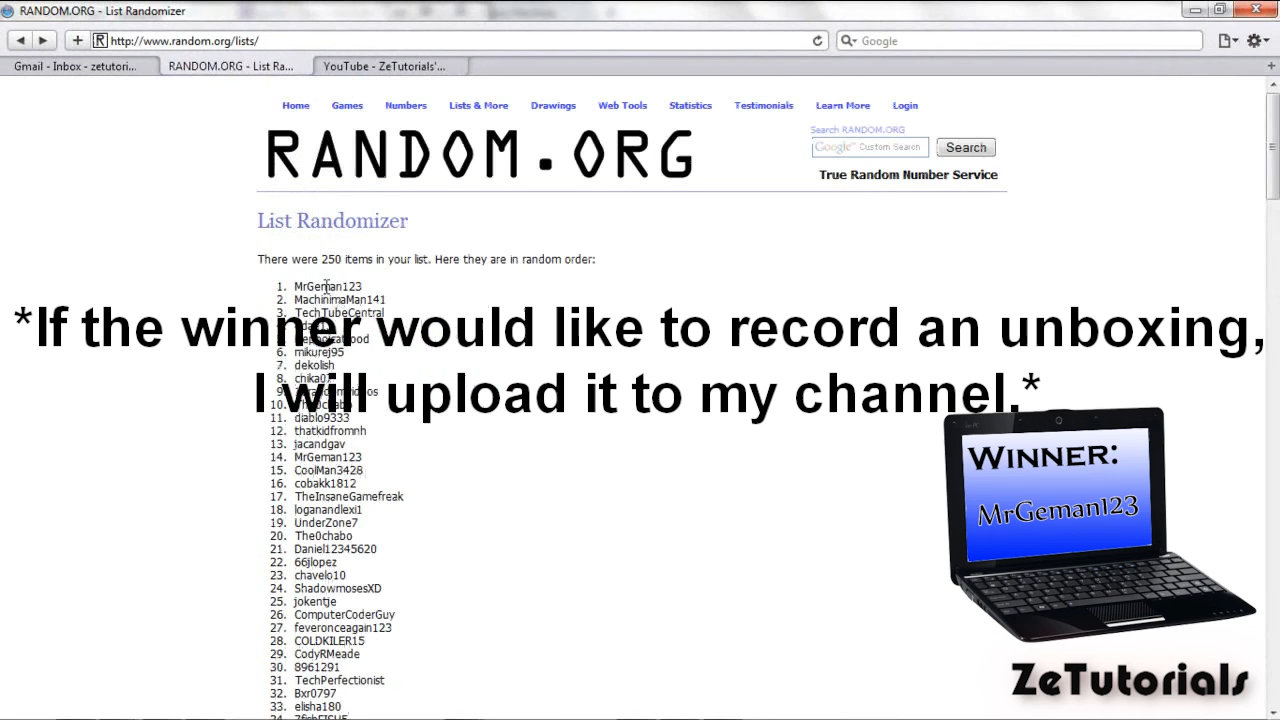 RANDOM.ORG - List Randomizer
http://www.random.org/lists/
Google
Gmail - Inbox - zetutori...
RANDOM.ORG - List Ra...
YouTube - ZeTutorials'...
Home Games Numbers Lists & More Drawings Web Tools Statistics Testimonials Learn More Login
RANDOM.ORG
Search RANDOM.ORG
Google™ Custom Search
Search
True Random Number Service
List Randomizer
There were 250 items in your list. Here they are in random order:
1. MrGeman123
2. MachinimaMan141
3. TechTubeCentral
*If the winner would like to record an unboxing,
6. mikurej95
7. dekolish
8.
9.
I will upload it to my channel.*
10.
11. diablo9333
12. thatkidfromnh
13. jacandgav
14. MrGeman123
15. CoolMan3428
16. cobakk1812
17. TheInsaneGamefreak
18. loganandlexi1
19. UnderZone7
20. The0chabo
21. Daniel12345620
22. 66jlopez
23. chavelo10
24. ShadowmosesXD
25. jokentje
26. ComputerCoderGuy
27. feveronceagain123
28. COLDKILER15
29. CodyRMeade
30. 8961291
31. TechPerfectionist
32. Bxr0797
33. elisha180
Winner:
MrGeman123
ZeTutorials